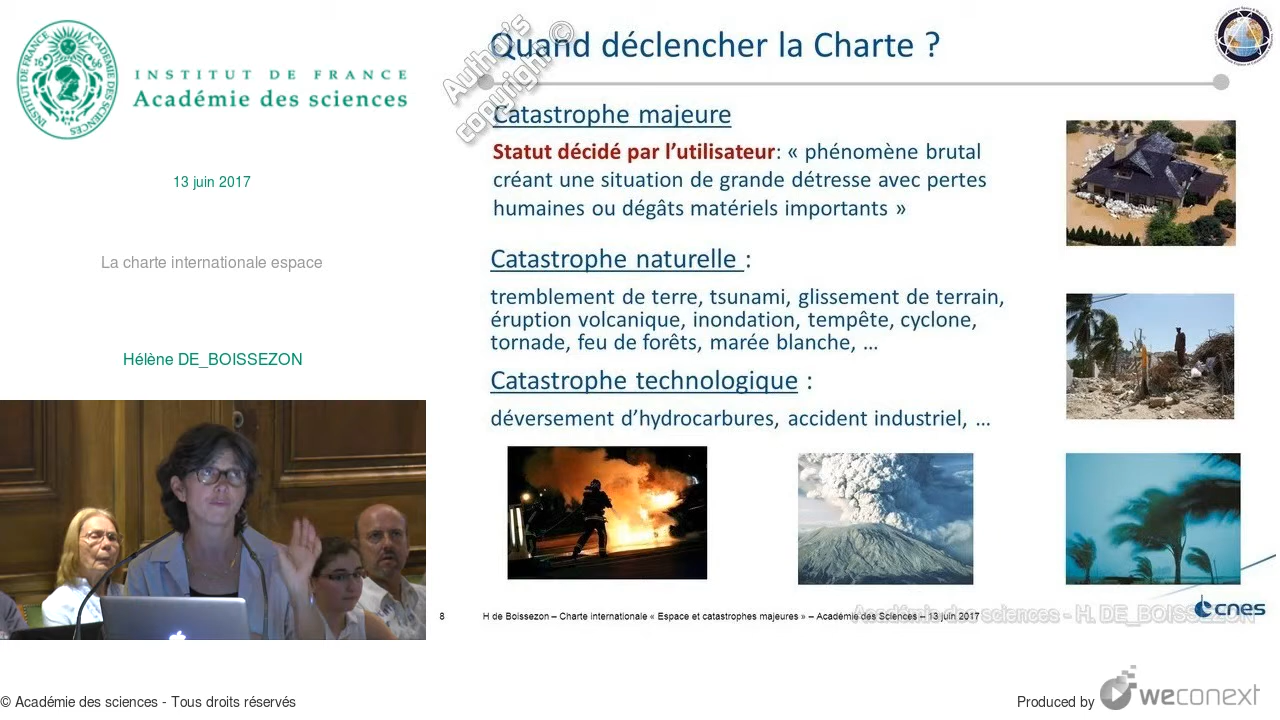 INSTITUT DE FRANCE
Académie des sciences
13 juin 2017
La charte internationale espace
Hélène DE_BOISSEZON
Author's
copyright ©
Quand déclencher la Charte ?
Catastrophe majeure
Statut décidé par l'utilisateur: « phénomène brutal
créant une situation de grande détresse avec pertes
humaines ou dégâts matériels importants »
Catastrophe naturelle :
tremblement de terre, tsunami, glissement de terrain,
éruption volcanique, inondation, tempête, cyclone,
tornade, feu de forêts, marée blanche, ...
Catastrophe technologique :
déversement d'hydrocarbures, accident industriel, ...
8
H de Boissezon – Charte internationale « Espace et catastrophes majeures » – Académie des Sciences – 13 juin 2017
Académie des sciences - H. DE_BOISSEZON
cnes
© Académie des sciences - Tous droits réservés
Produced by weconext